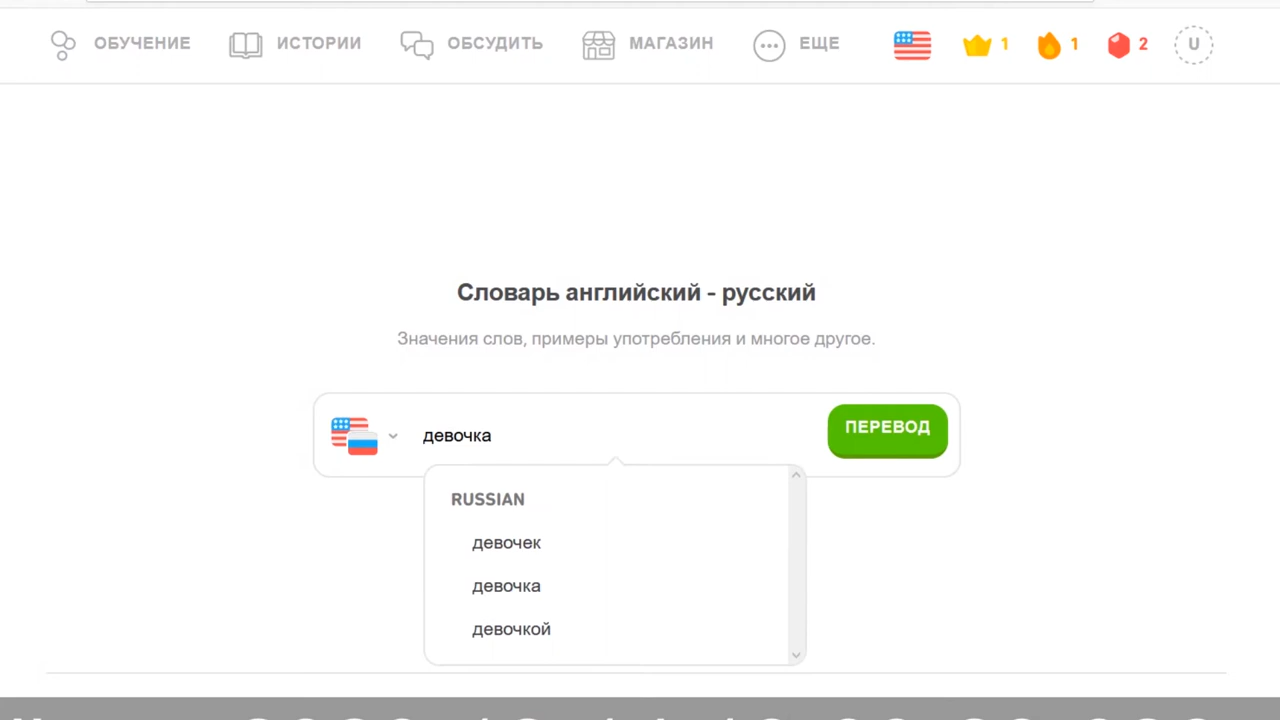 ОБУЧЕНИЕ ИСТОРИИ ОБСУДИТЬ МАГАЗИН ЕЩЕ 1 1 2 U
Словарь английский - русский
Значения слов, примеры употребления и многое другое.
девочка ПЕРЕВОД
RUSSIAN
девочек
девочка
девочкой